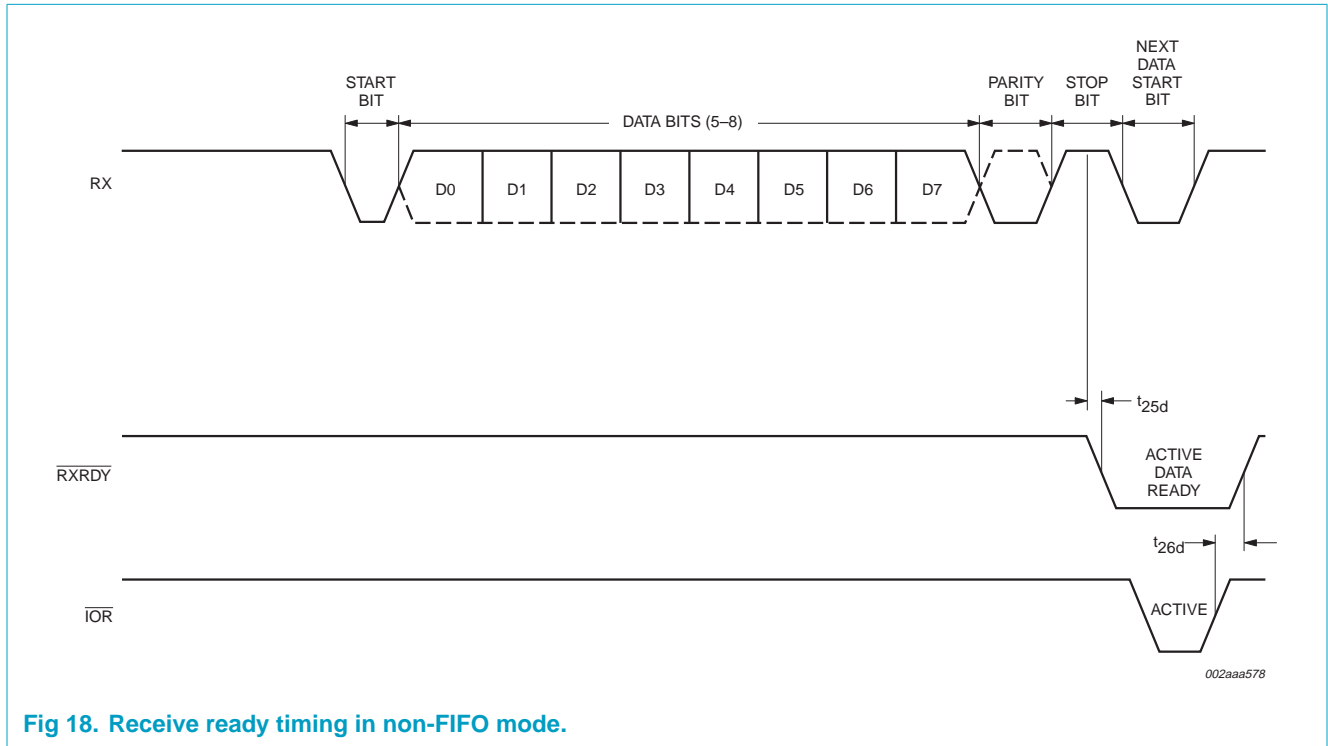 START
BIT
DATA BITS (5–8)
PARITY
BIT
STOP
BIT
NEXT
DATA
START
BIT
RX
D0
D1
D2
D3
D4
D5
D6
D7
t25d
RXRDY
ACTIVE
DATA
READY
t26d
IOR
ACTIVE
002aaa578
Fig 18. Receive ready timing in non-FIFO mode.